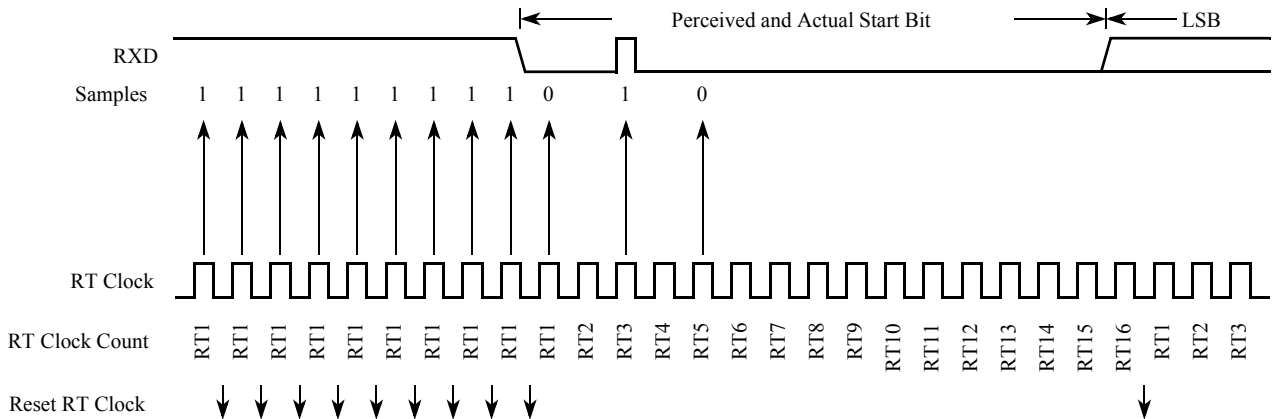 Perceived and Actual Start Bit LSB
RXD
Samples 1 1 1 1 1 1 1 1 1 0 1 0
RT Clock
RT Clock Count RT1 RT1 RT1 RT1 RT1 RT1 RT1 RT1 RT1 RT1 RT2 RT3 RT4 RT5 RT6 RT7 RT8 RT9 RT10 RT11 RT12 RT13 RT14 RT15 RT16 RT1 RT2 RT3
Reset RT Clock